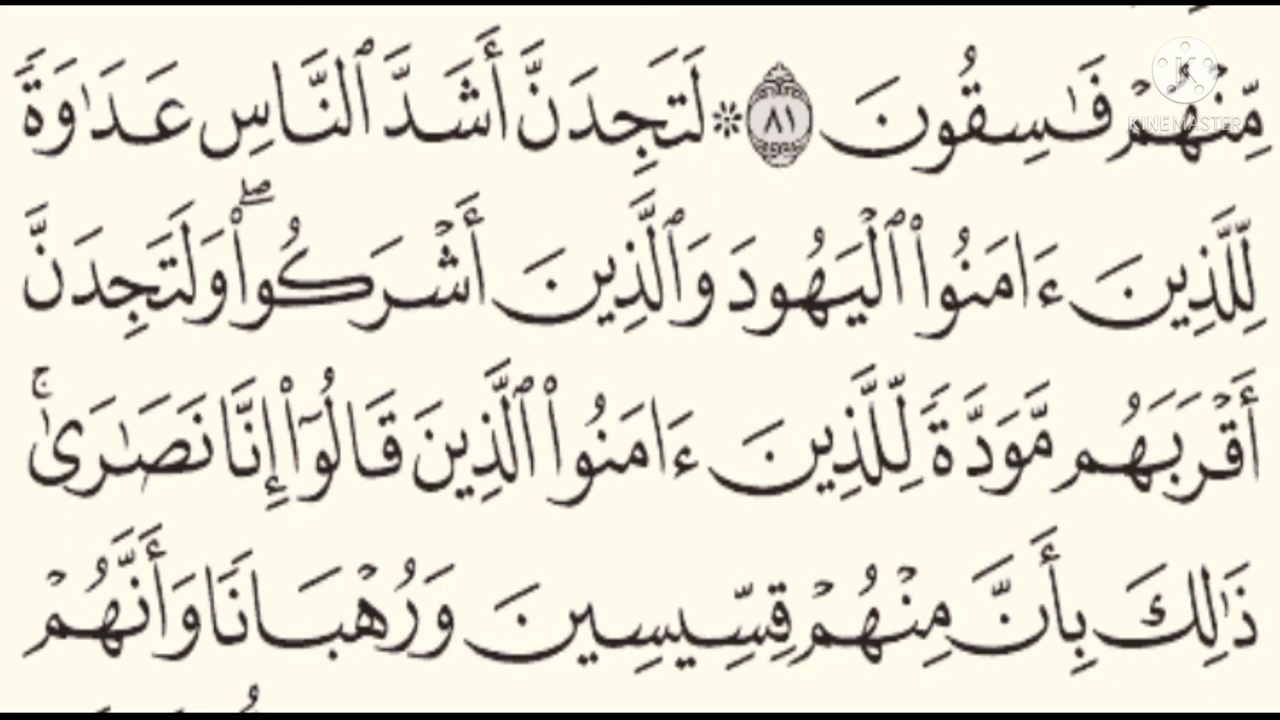 مِّنْهُمْ فَـٰسِقُونَ ٨١ ۞ لَتَجِدَنَّ أَشَدَّ ٱلنَّاسِ عَدَٰوَةً
لِّلَّذِينَ ءَامَنُوا۟ ٱلْيَهُودَ وَٱلَّذِينَ أَشْرَكُوا۟ ۖ وَلَتَجِدَنَّ
أَقْرَبَهُم مَّوَدَّةً لِّلَّذِينَ ءَامَنُوا۟ ٱلَّذِينَ قَالُوٓا۟ إِنَّا نَصَـٰرَىٰ ۚ
ذَٰلِكَ بِأَنَّ مِنْهُمْ قِسِّيسِينَ وَرُهْبَانًا وَأَنَّهُمْ
KINEMASTER